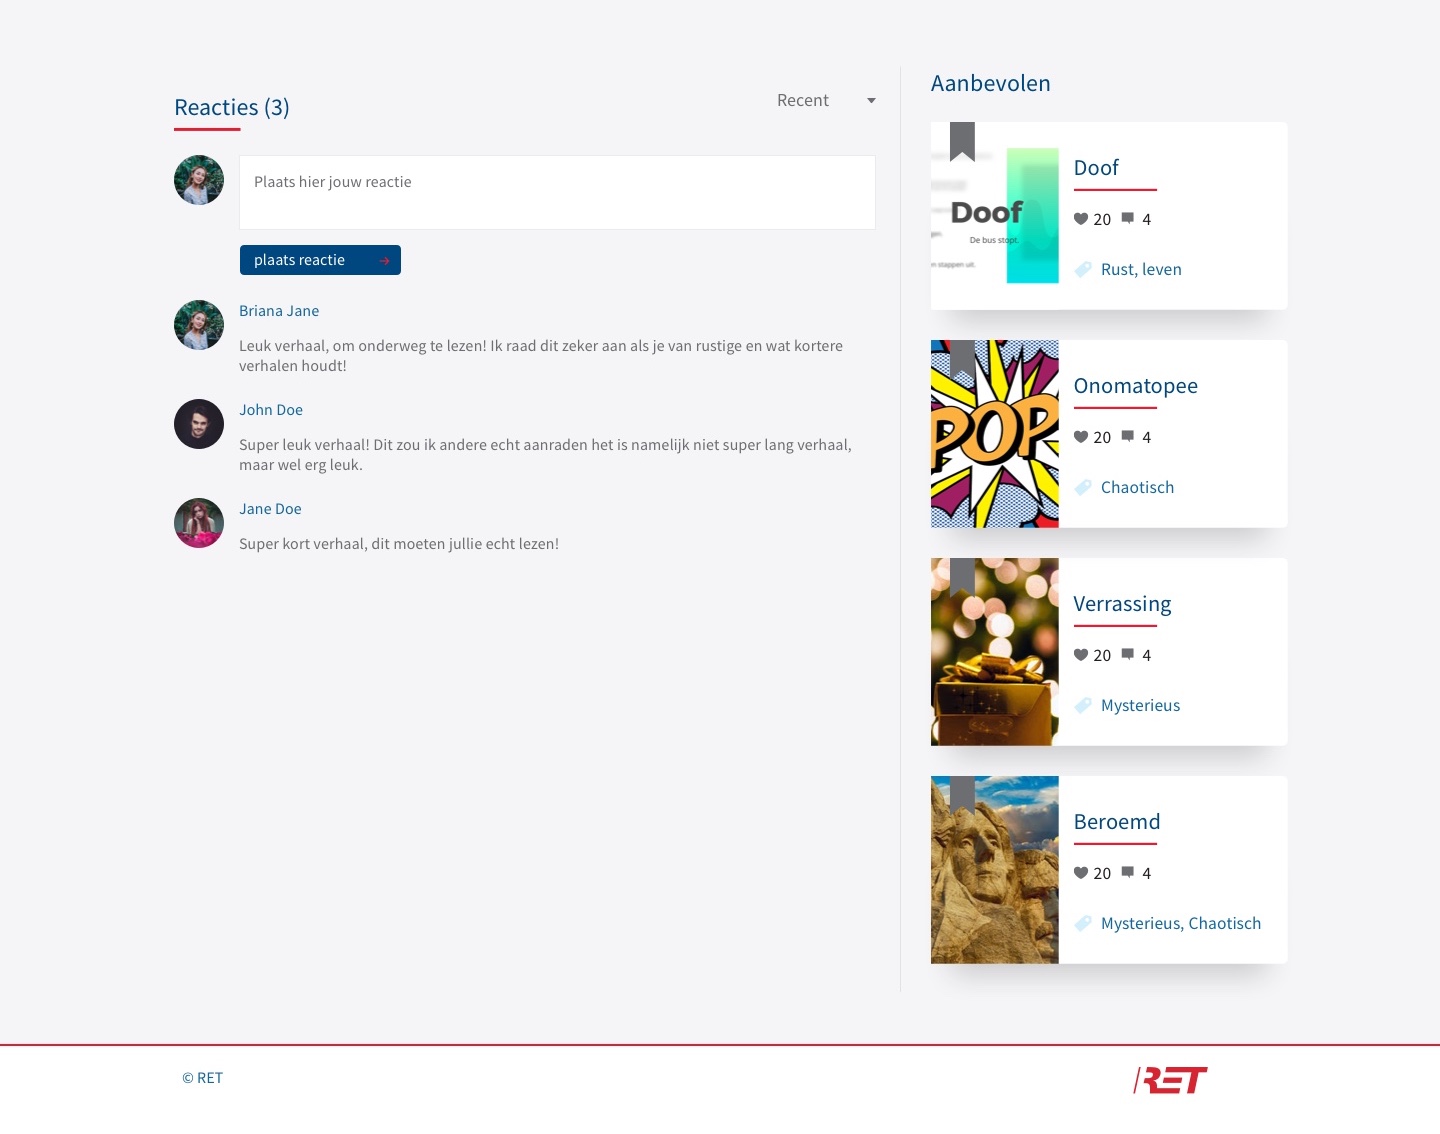 Reacties (3)
Recent
Plaats hier jouw reactie
plaats reactie →
Briana Jane
Leuk verhaal, om onderweg te lezen! Ik raad dit zeker aan als je van rustige en wat kortere
verhalen houdt!
John Doe
Super leuk verhaal! Dit zou ik andere echt aanraden het is namelijk niet super lang verhaal,
maar wel erg leuk.
Jane Doe
Super kort verhaal, dit moeten jullie echt lezen!
Aanbevolen
Doof
De bus stopt.
n stappen uit.
Doof
20 4
Rust, leven
POP
Onomatopee
20 4
Chaotisch
Verrassing
20 4
Mysterieus
Beroemd
20 4
Mysterieus, Chaotisch
© RET
RET